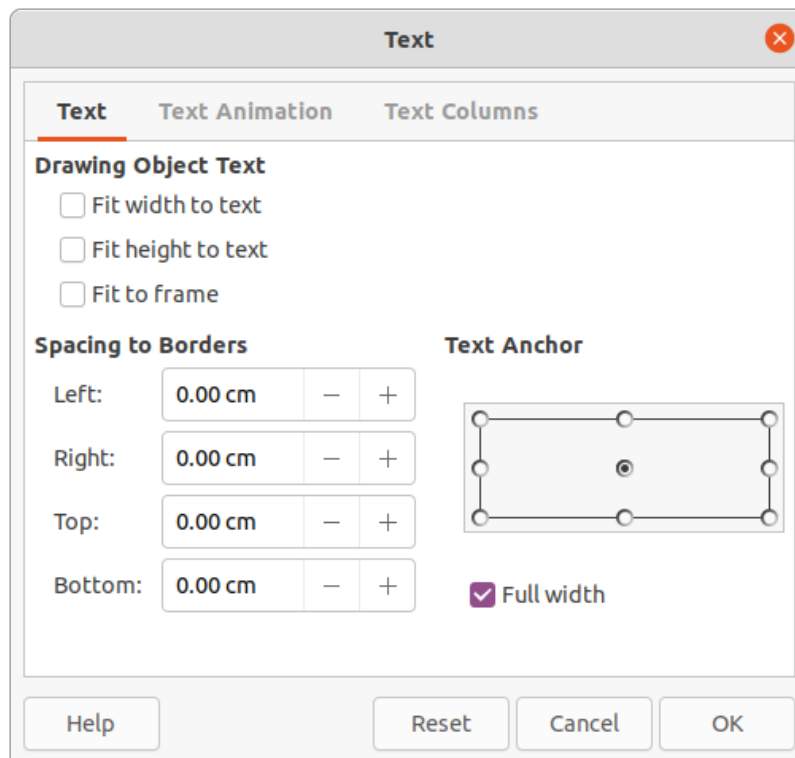 Text
Text Text Animation Text Columns
Drawing Object Text
Fit width to text
Fit height to text
Fit to frame
Spacing to Borders Text Anchor
Left: 0.00 cm
Right: 0.00 cm
Top: 0.00 cm
Bottom: 0.00 cm
Full width
Help Reset Cancel OK